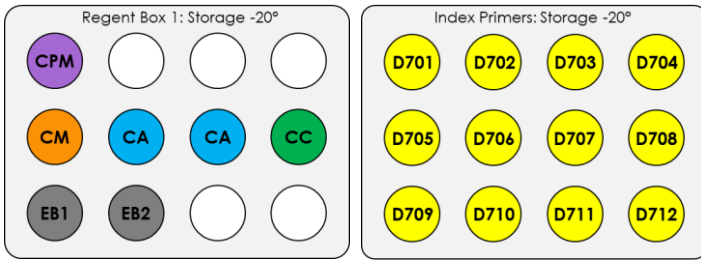 Regent Box 1: Storage -20°
CPM
CM CA CA CC
EB1 EB2
Index Primers: Storage -20°
D701 D702 D703 D704
D705 D706 D707 D708
D709 D710 D711 D712